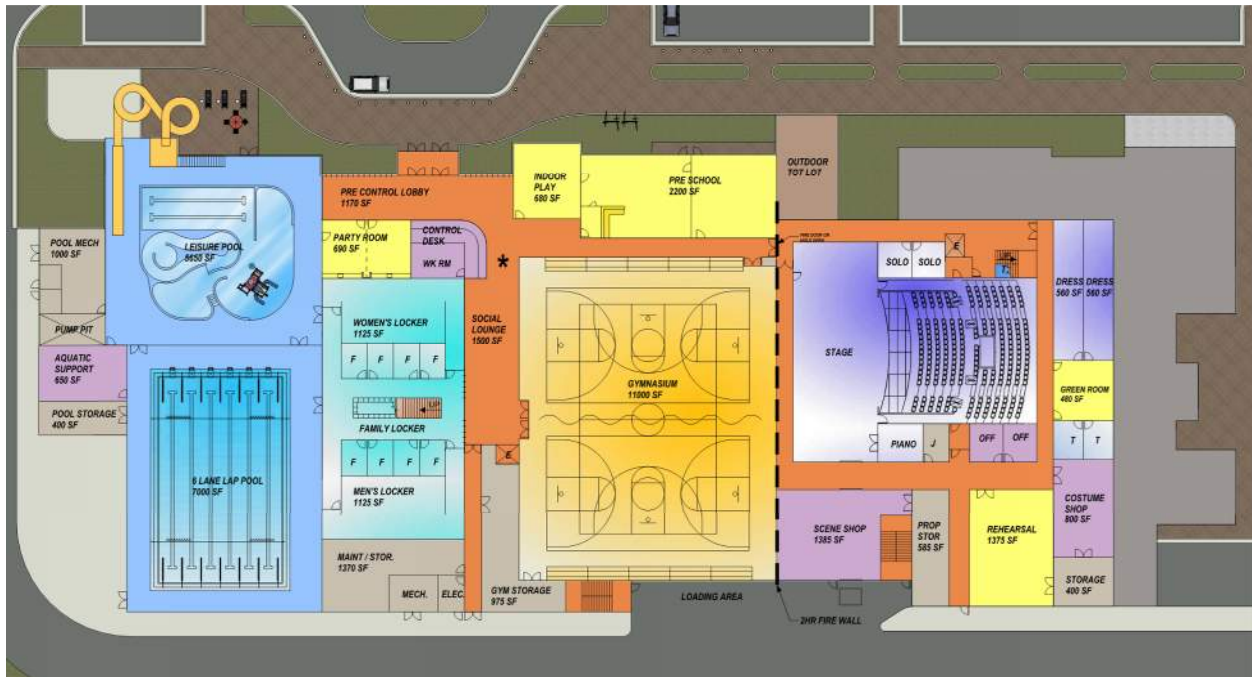 INDOOR
PLAY
680 SF
PRE SCHOOL
2200 SF
OUTDOOR
TOT LOT
PRE CONTROL LOBBY
1170 SF
POOL MECH
1000 SF
LEISURE POOL
5650 SF
PARTY ROOM
690 SF
CONTROL
DESK
WK RM
*
E
UP
SOLO
SOLO
T
DRESS
560 SF
DRESS
560 SF
PUMP PIT
WOMEN'S LOCKER
1125 SF
F
F
F
F
SOCIAL
LOUNGE
1500 SF
STAGE
AQUATIC
SUPPORT
650 SF
GYMNASIUM
11000 SF
GREEN ROOM
480 SF
POOL STORAGE
400 SF
UP
FAMILY LOCKER
F
F
F
F
E
PIANO
J
OFF
OFF
T
T
6 LANE LAP POOL
7000 SF
MEN'S LOCKER
1125 SF
SCENE SHOP
1385 SF
PROP
STOR
585 SF
REHEARSAL
1375 SF
COSTUME
SHOP
800 SF
MAINT / STOR.
1370 SF
MECH.
ELEC.
GYM STORAGE
975 SF
LOADING AREA
STORAGE
400 SF
2HR FIRE WALL